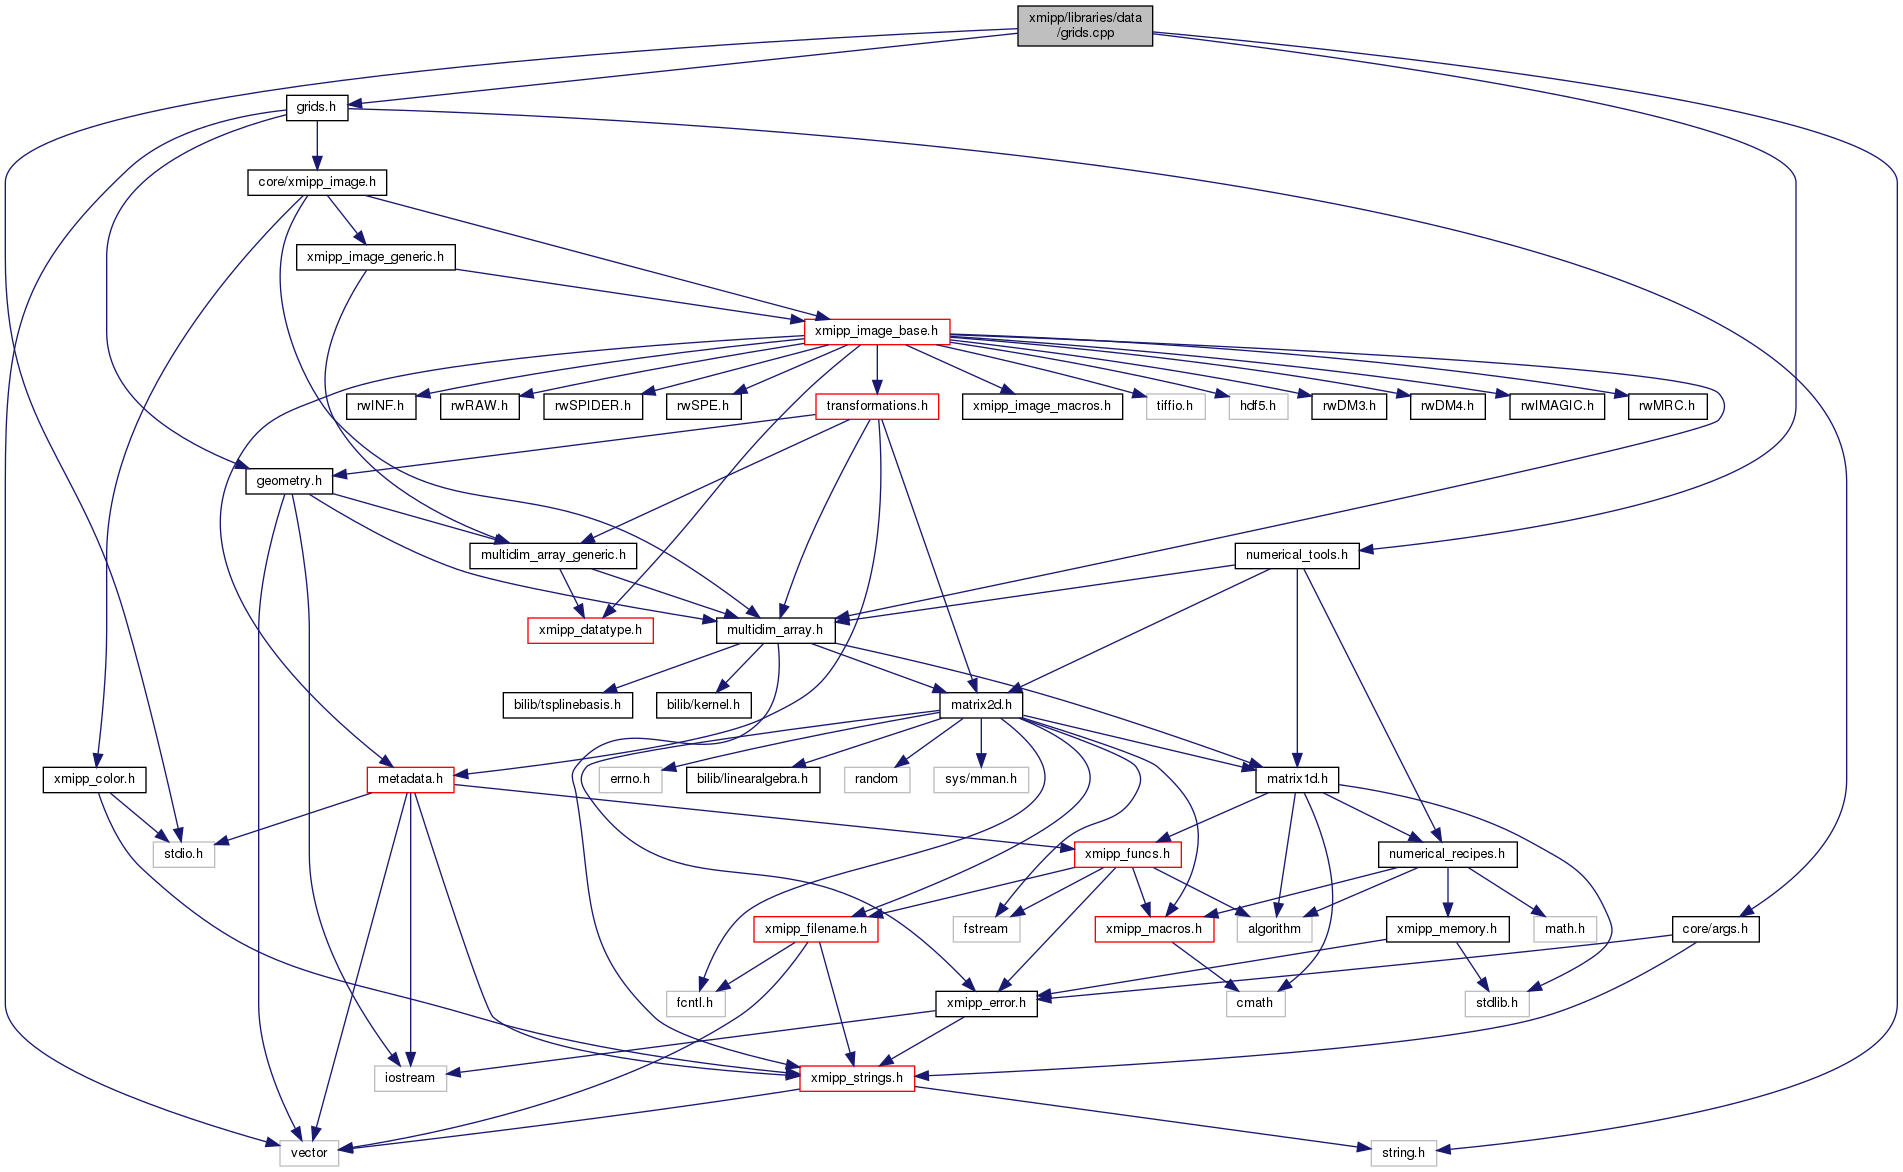 xmipp/libraries/data
/grids.cpp
grids.h
core/xmipp_image.h
xmipp_image_generic.h
xmipp_image_base.h
rwINF.h
rwRAW.h
rwSPIDER.h
rwSPE.h
transformations.h
xmipp_image_macros.h
tiffio.h
hdf5.h
rwDM3.h
rwDM4.h
rwIMAGIC.h
rwMRC.h
geometry.h
multidim_array_generic.h
numerical_tools.h
xmipp_datatype.h
multidim_array.h
bilib/tsplinebasis.h
bilib/kernel.h
matrix2d.h
xmipp_color.h
metadata.h
errno.h
bilib/linearalgebra.h
random
sys/mman.h
matrix1d.h
stdio.h
xmipp_funcs.h
numerical_recipes.h
xmipp_filename.h
fstream
xmipp_macros.h
algorithm
xmipp_memory.h
math.h
core/args.h
fcntl.h
xmipp_error.h
cmath
stdlib.h
iostream
xmipp_strings.h
vector
string.h